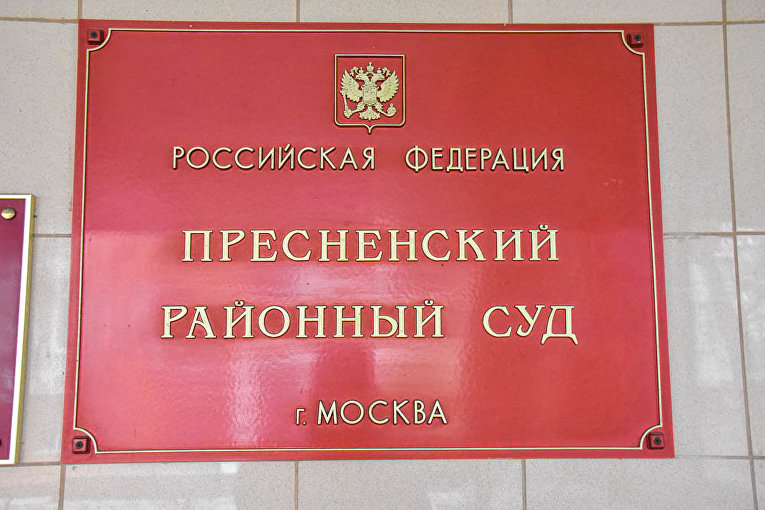 РОССИЙСКАЯ ФЕДЕРАЦИЯ
ПРЕСНЕНСКИЙ
РАЙОННЫЙ СУД
г. МОСКВА